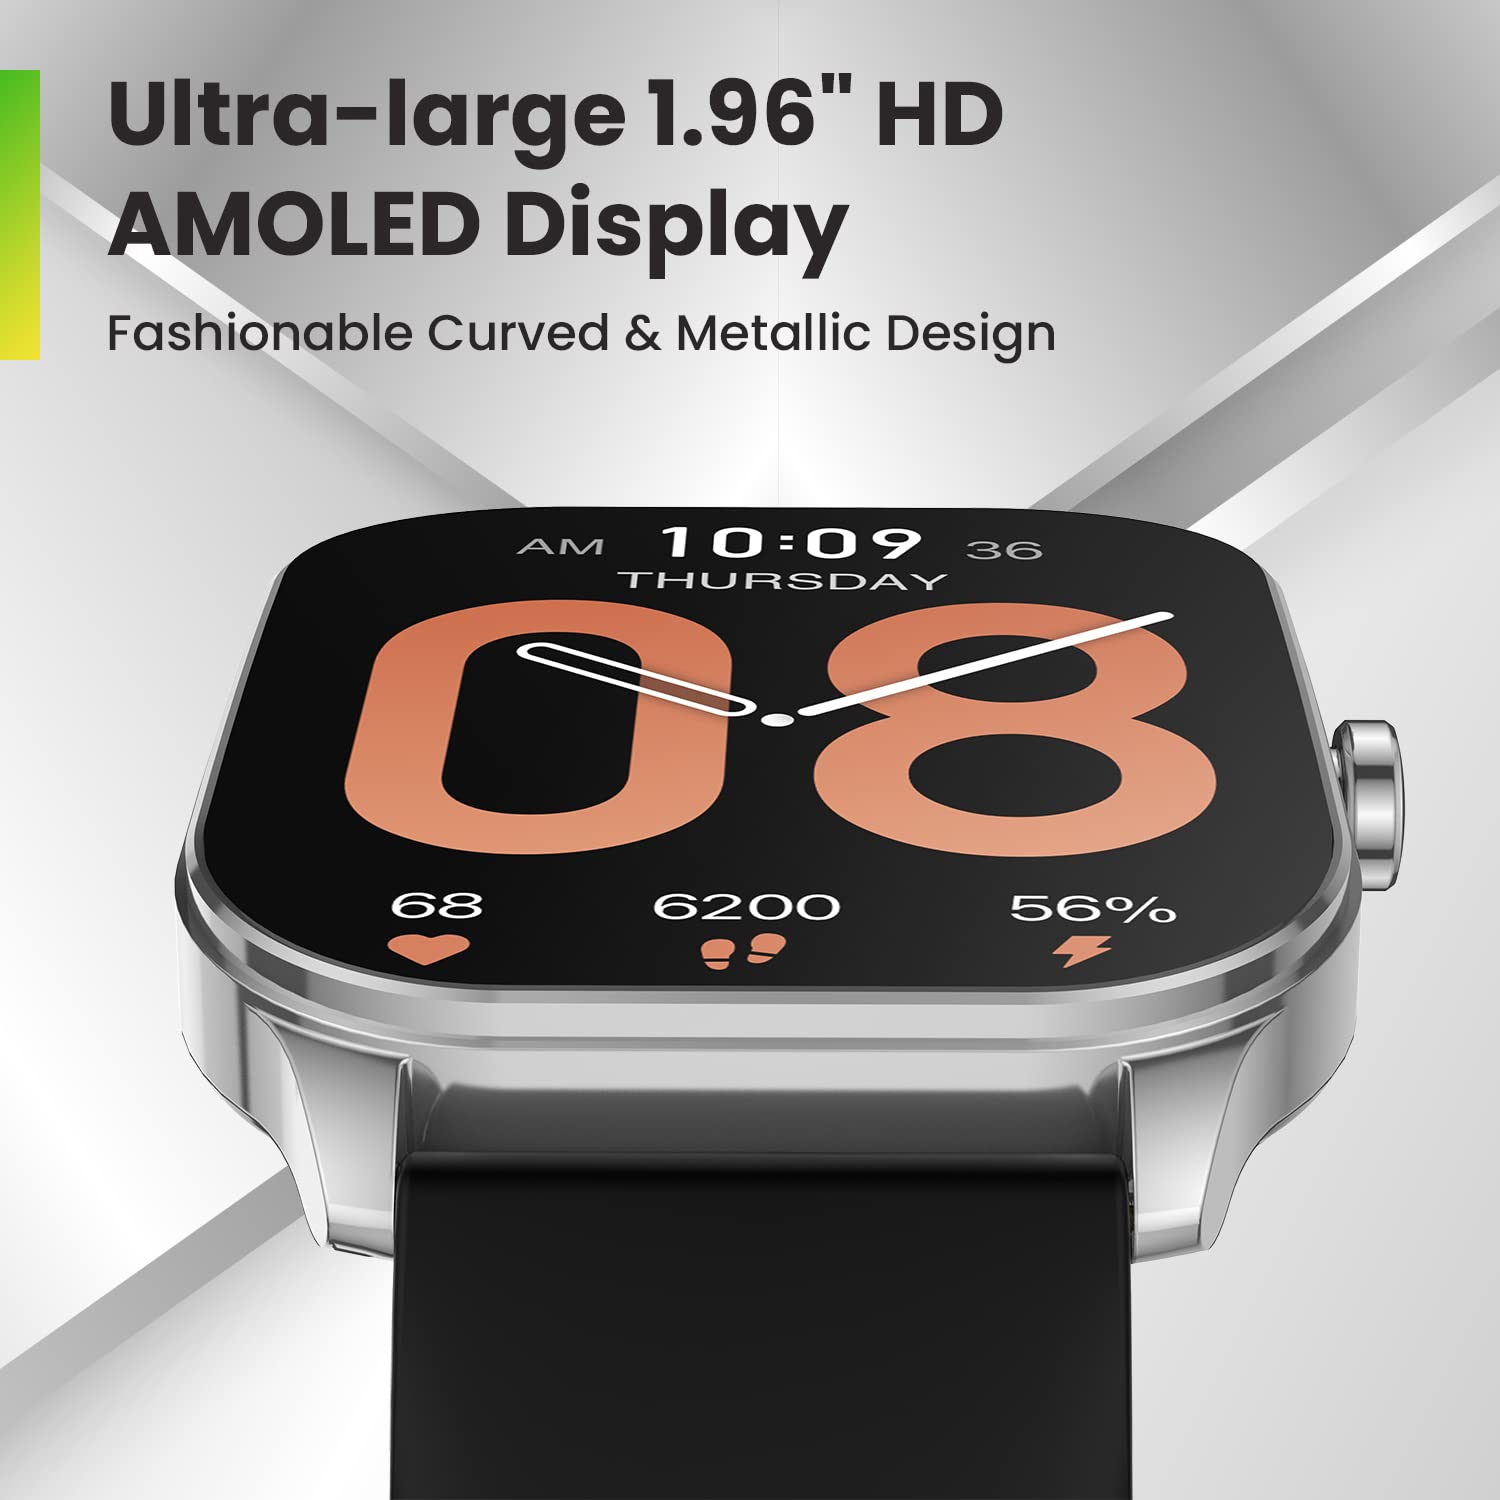 Ultra-large 1.96" HD
AMOLED Display
Fashionable Curved & Metallic Design
AM 10:09 36
THURSDAY
08
68 6200 56%